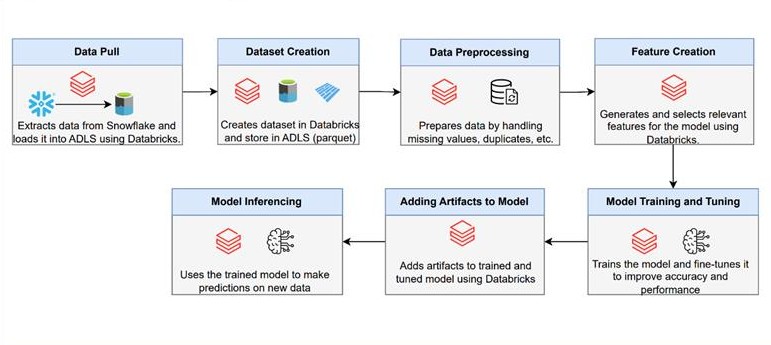 Data Pull
Extracts data from Snowflake and
loads it into ADLS using Databricks.
Dataset Creation
Creates dataset in Databricks
and store in ADLS (parquet)
Data Preprocessing
Prepares data by handling
missing values, duplicates, etc.
Feature Creation
Generates and selects relevant
features for the model using
Databricks.
Model Training and Tuning
Trains the model and fine-tunes it
to improve accuracy and
performance
Adding Artifacts to Model
Adds artifacts to trained and
tuned model using Databricks
Model Inferencing
Uses the trained model to make
predictions on new data